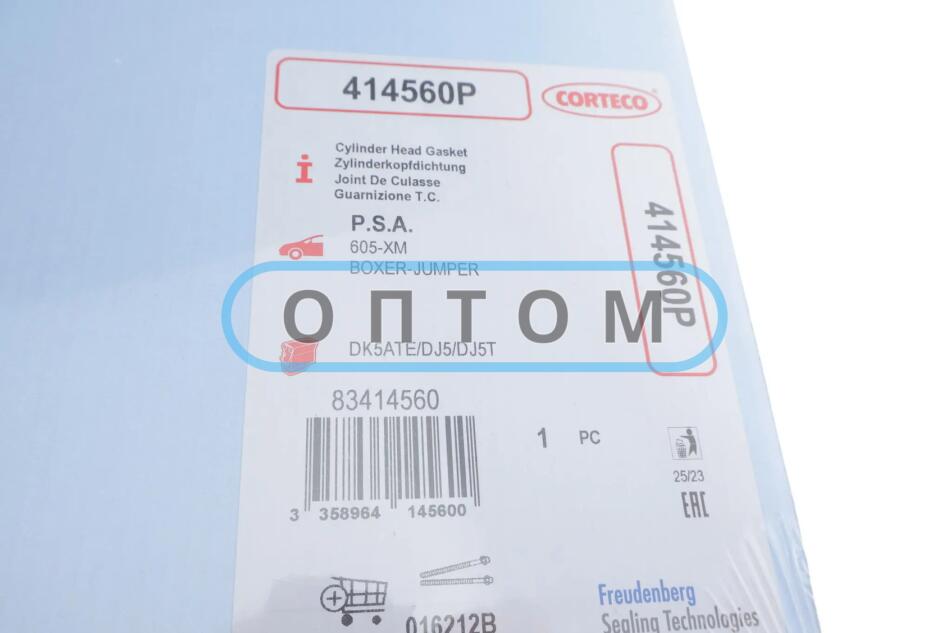 414560P
CORTECO
Cylinder Head Gasket
Zylinderkopfdichtung
Joint De Culasse
Guarnizione T.C.
P.S.A.
605-XM
BOXER-JUMPER
414560P
ОПТОМ
DK5ATE/DJ5/DJ5T
83414560
1 PC
3 358964 145600
25/23
EAC
Freudenberg
Sealing Technologies
016212B